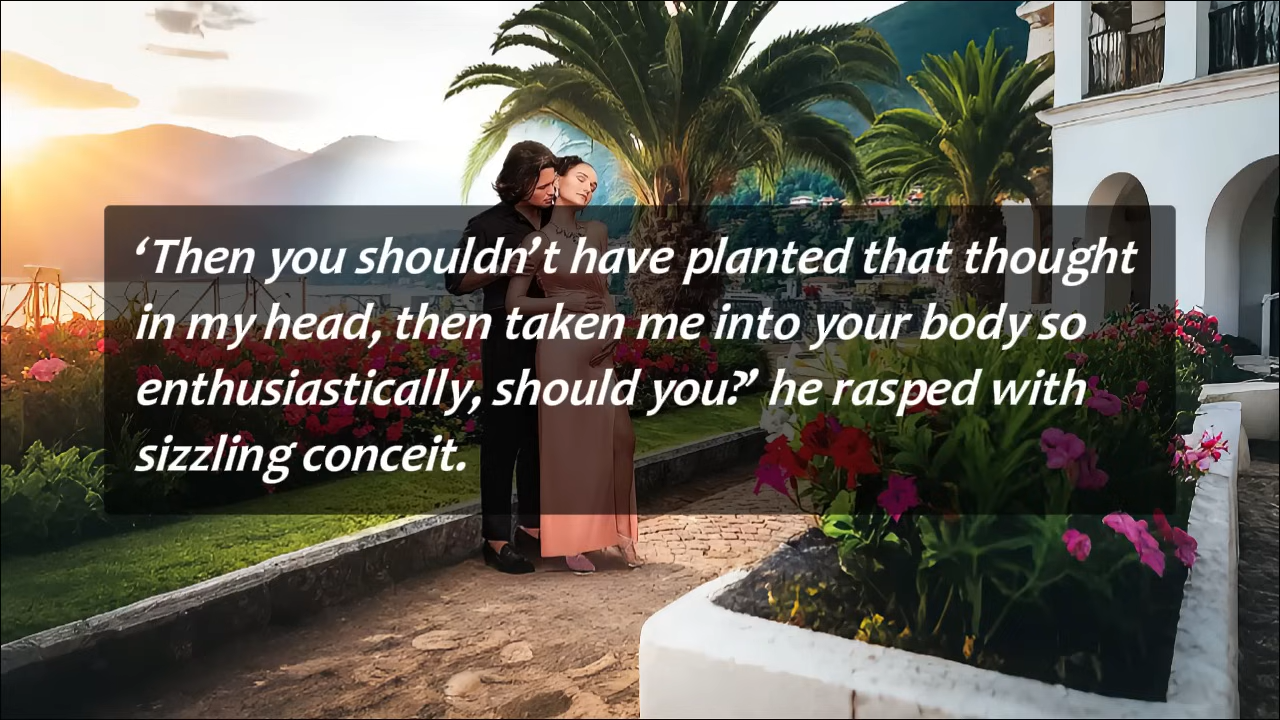 ‘Then you shouldn’t have planted that thought
in my head, then taken me into your body so
enthusiastically, should you?’ he rasped with
sizzling conceit.